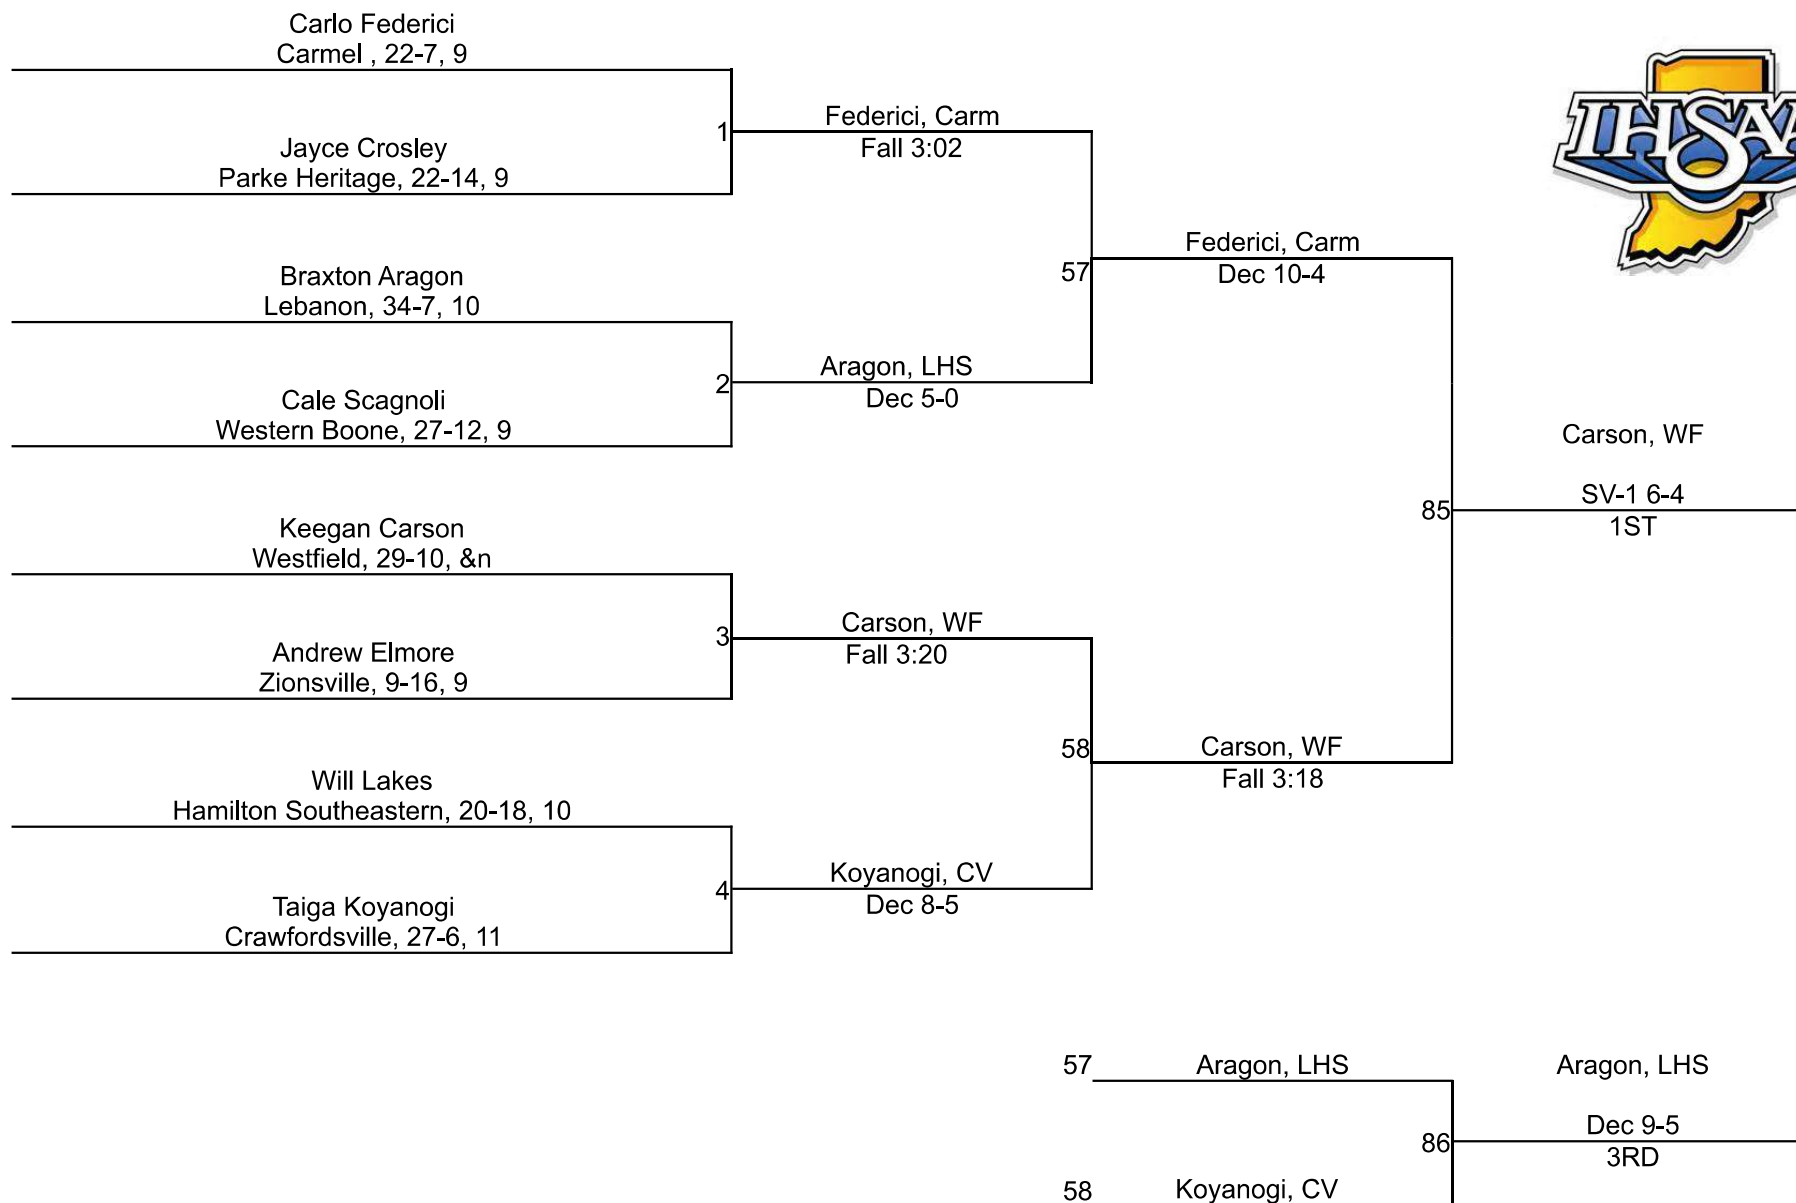 Carlo Federici
Carmel , 22-7, 9
1
Federici, Carm
Fall 3:02
Jayce Crosley
Parke Heritage, 22-14, 9
IHSAA
57
Federici, Carm
Dec 10-4
Braxton Aragon
Lebanon, 34-7, 10
2
Aragon, LHS
Dec 5-0
Cale Scagnoli
Western Boone, 27-12, 9
85
Carson, WF
SV-1 6-4
1ST
Keegan Carson
Westfield, 29-10, &n
3
Carson, WF
Fall 3:20
Andrew Elmore
Zionsville, 9-16, 9
58
Carson, WF
Fall 3:18
Will Lakes
Hamilton Southeastern, 20-18, 10
4
Koyanogi, CV
Dec 8-5
Taiga Koyanogi
Crawfordsville, 27-6, 11
57
Aragon, LHS
Aragon, LHS
86
Dec 9-5
3RD
58
Koyanogi, CV